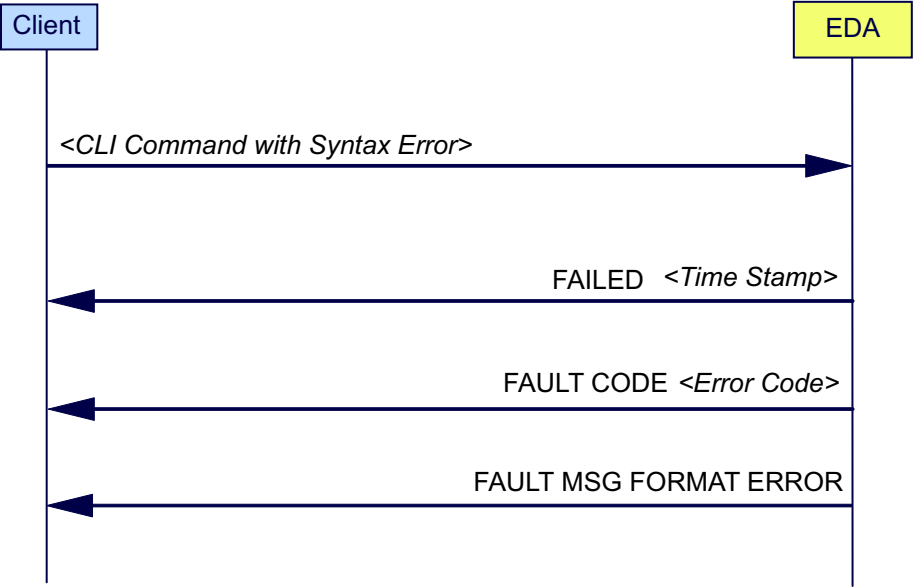 Client
EDA
<CLI Command with Syntax Error>
FAILED <Time Stamp>
FAULT CODE <Error Code>
FAULT MSG FORMAT ERROR